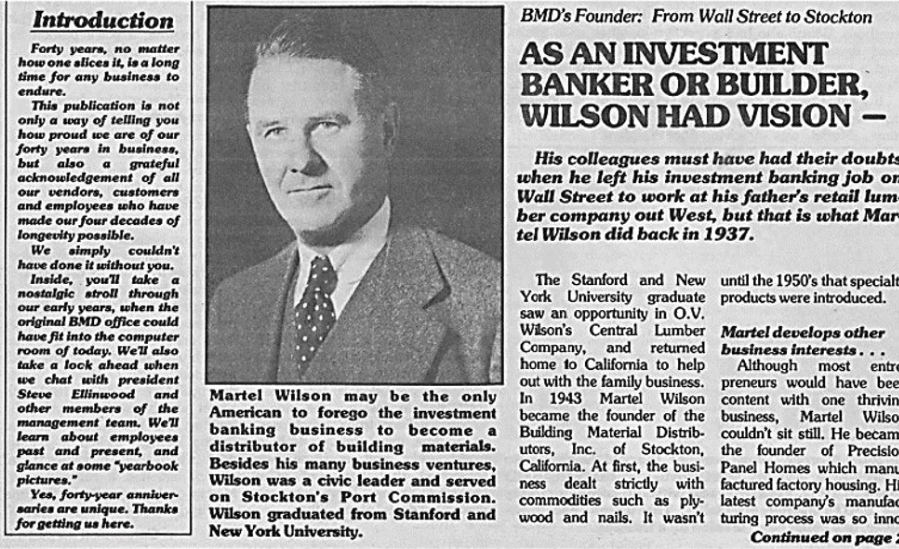 Introduction
Forty years, no matter
how one slices it, is a long
time for any business to
endure.
This publication is not
only a way of telling you
how proud we are of our
forty years in business,
but also a grateful
acknowledgement of all
our vendors, customers
and employees who have
made our four decades of
longevity possible.
We simply couldn't
have done it without you.
Inside, you'll take a
nostalgic stroll through
our early years, when the
original BMD office could
have fit into the computer
room of today. We'll also
take a lock ahead when
we chat with president
Steve Ellinwood and
other members of the
management team. We'll
learn about employees
past and present, and
glance at some "yearbook
pictures."
Yes, forty-year anniver-
saries are unique. Thanks
for getting us here.
Martel Wilson may be the only
American to forego the investment
banking business to become a
distributor of building materials.
Besides his many business ventures,
Wilson was a civic leader and served
on Stockton's Port Commission.
Wilson graduated from Stanford and
New York University.
BMD's Founder: From Wall Street to Stockton
AS AN INVESTMENT
BANKER OR BUILDER,
WILSON HAD VISION —
His colleagues must have had their doubts
when he left his investment banking job on
Wall Street to work at his father's retail lum-
ber company out West, but that is what Mar-
tel Wilson did back in 1937.
The Stanford and New
York University graduate
saw an opportunity in O.V.
Wilson's Central Lumber
Company, and returned
home to California to help
out with the family business.
In 1943 Martel Wilson
became the founder of the
Building Material Distrib-
utors, Inc. of Stockton,
California. At first, the busi-
ness dealt strictly with
commodities such as ply-
wood and nails. It wasn't
until the 1950's that specialt
products were introduced.
Martel develops other
business interests . . .
Although most entre
preneurs would have bee
content with one thrivin
business, Martel Wilso
couldn't sit still. He becam
the founder of Precisio
Panel Homes which manu
factured factory housing. Hi
latest company's manufac
turing process was so inno
Continued on page 2